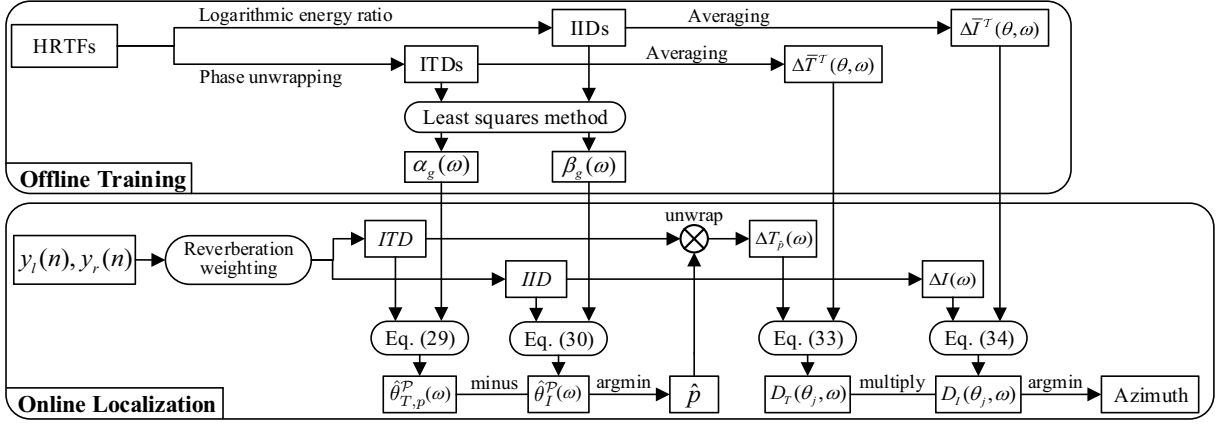 Logarithmic energy ratio
IIDs
Averaging
ΔĪ^𝒯(θ,ω)
HRTFs
Phase unwrapping
ITDs
Averaging
ΔT̄^𝒯(θ,ω)
Least squares method
α_g(ω)
β_g(ω)
Offline Training
y_l(n), y_r(n)
Reverberation
weighting
ITD
unwrap
ΔT_p̂(ω)
IID
ΔI(ω)
Eq. (29)
Eq. (30)
Eq. (33)
Eq. (34)
θ̂^𝒫_{T,p}(ω)
minus
θ̂^𝒫_I(ω)
argmin
p̂
D_T(θ_j,ω)
multiply
D_I(θ_j,ω)
argmin
Azimuth
Online Localization